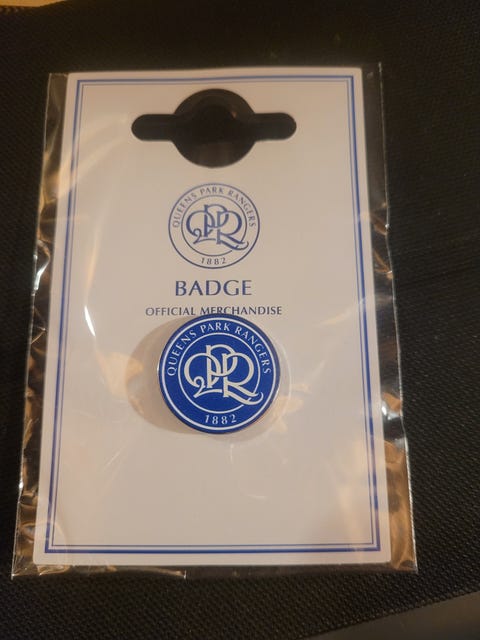 QUEENS PARK RANGERS
QPR
1882
BADGE
OFFICIAL MERCHANDISE
QUEENS PARK RANGERS
QPR
1882